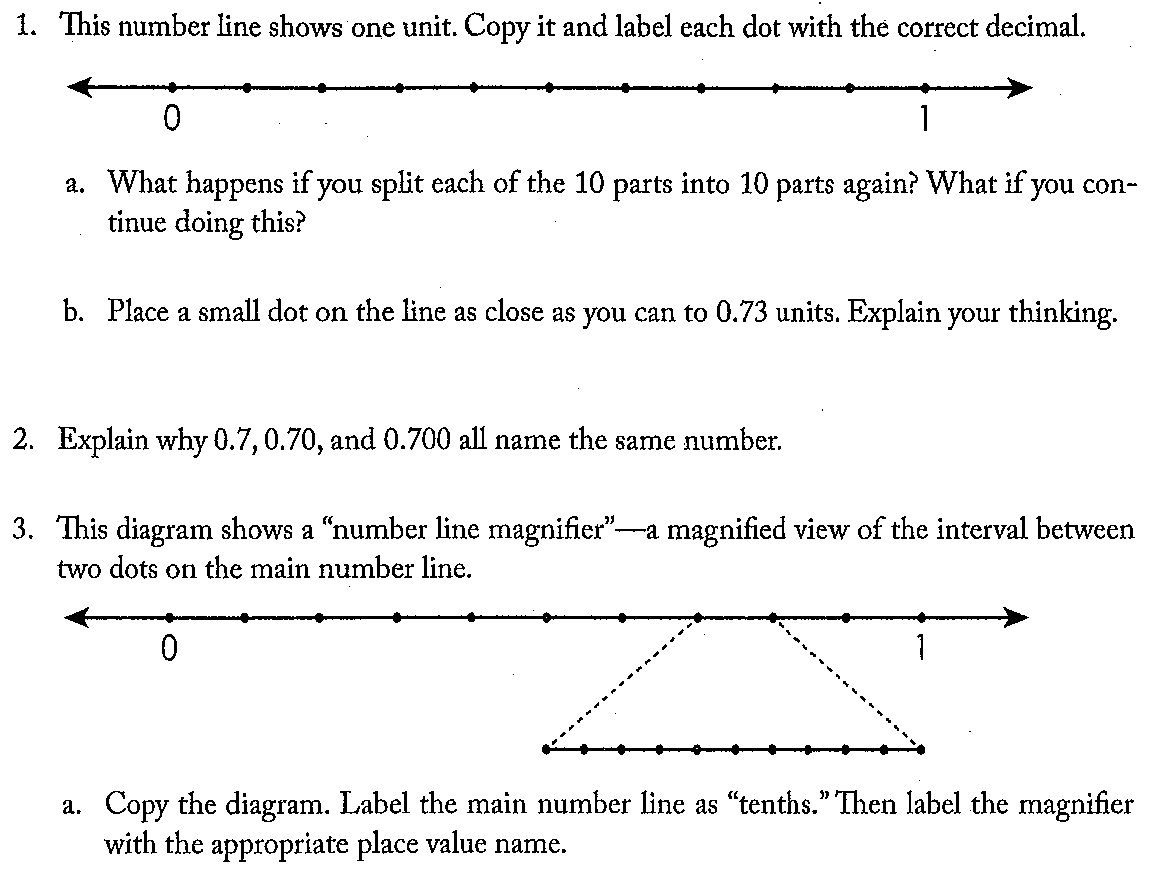 1. This number line shows one unit. Copy it and label each dot with the correct decimal.
0 1
a. What happens if you split each of the 10 parts into 10 parts again? What if you con-
tinue doing this?
b. Place a small dot on the line as close as you can to 0.73 units. Explain your thinking.
2. Explain why 0.7, 0.70, and 0.700 all name the same number.
3. This diagram shows a “number line magnifier”—a magnified view of the interval between
two dots on the main number line.
0 1
a. Copy the diagram. Label the main number line as “tenths.” Then label the magnifier
with the appropriate place value name.